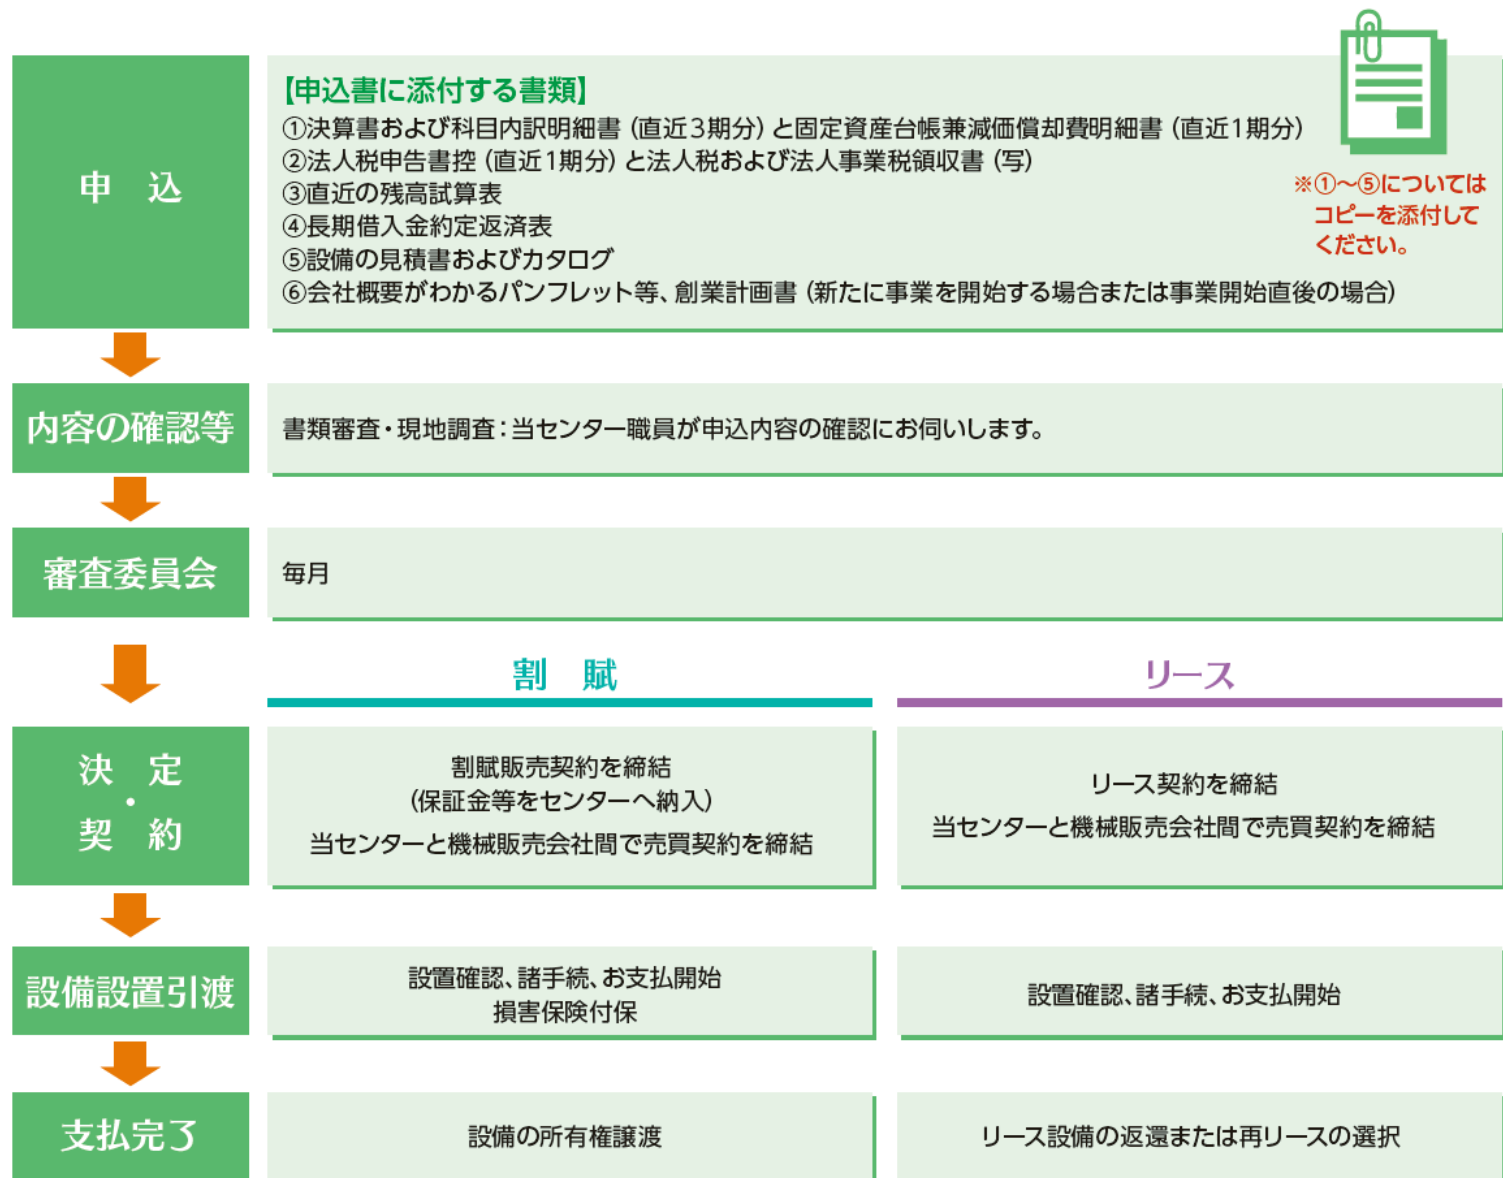 申 込
【申込書に添付する書類】
①決算書および科目内訳明細書（直近3期分）と固定資産台帳兼減価償却費明細書（直近1期分）
②法人税申告書控（直近1期分）と法人税および法人事業税領収書（写）
③直近の残高試算表
④長期借入金約定返済表
⑤設備の見積書およびカタログ
⑥会社概要がわかるパンフレット等、創業計画書（新たに事業を開始する場合または事業開始直後の場合）
※①〜⑤については
コピーを添付して
ください。
内容の確認等
書類審査・現地調査：当センター職員が申込内容の確認にお伺いします。
審査委員会
毎月
割 賦
リース
決 定
・
契 約
割賦販売契約を締結
（保証金等をセンターへ納入）
当センターと機械販売会社間で売買契約を締結
リース契約を締結
当センターと機械販売会社間で売買契約を締結
設備設置引渡
設置確認、諸手続、お支払開始
損害保険付保
設置確認、諸手続、お支払開始
支払完了
設備の所有権譲渡
リース設備の返還または再リースの選択